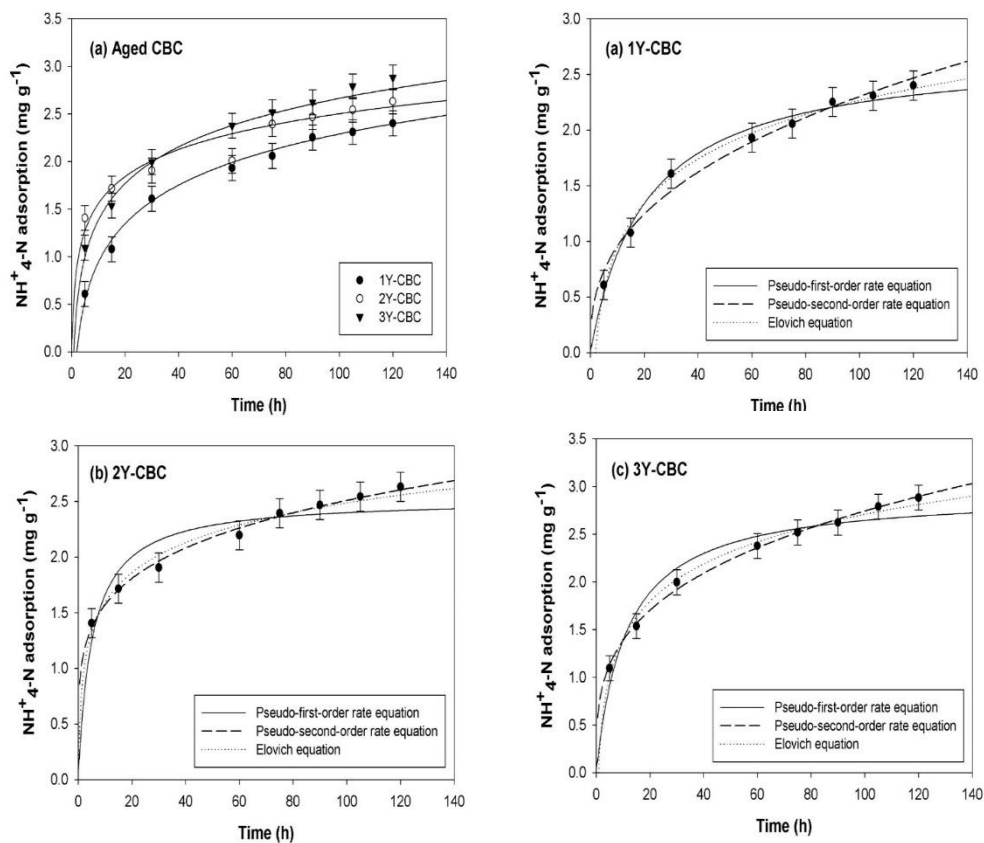 (a) Aged CBC
NH+4-N adsorption (mg g-1)
3.5
3.0
2.5
2.0
1.5
1.0
0.5
0.0
1Y-CBC
2Y-CBC
3Y-CBC
0 20 40 60 80 100 120 140
Time (h)
(a) 1Y-CBC
NH+4-N adsorption (mg g-1)
3.0
2.5
2.0
1.5
1.0
0.5
0.0
Pseudo-first-order rate equation
Pseudo-second-order rate equation
Elovich equation
0 20 40 60 80 100 120 140
Time (h)
(b) 2Y-CBC
NH+4-N adsorption (mg g-1)
3.0
2.5
2.0
1.5
1.0
0.5
0.0
Pseudo-first-order rate equation
Pseudo-second-order rate equation
Elovich equation
0 20 40 60 80 100 120 140
Time (h)
(c) 3Y-CBC
NH+4-N adsorption (mg g-1)
3.5
3.0
2.5
2.0
1.5
1.0
0.5
0.0
Pseudo-first-order rate equation
Pseudo-second-order rate equation
Elovich equation
0 20 40 60 80 100 120 140
Time (h)